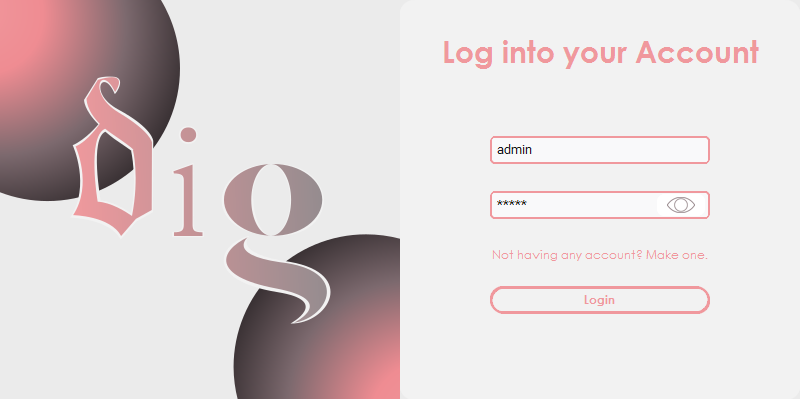 Dig
Log into your Account
admin
*****
Not having any account? Make one.
Login